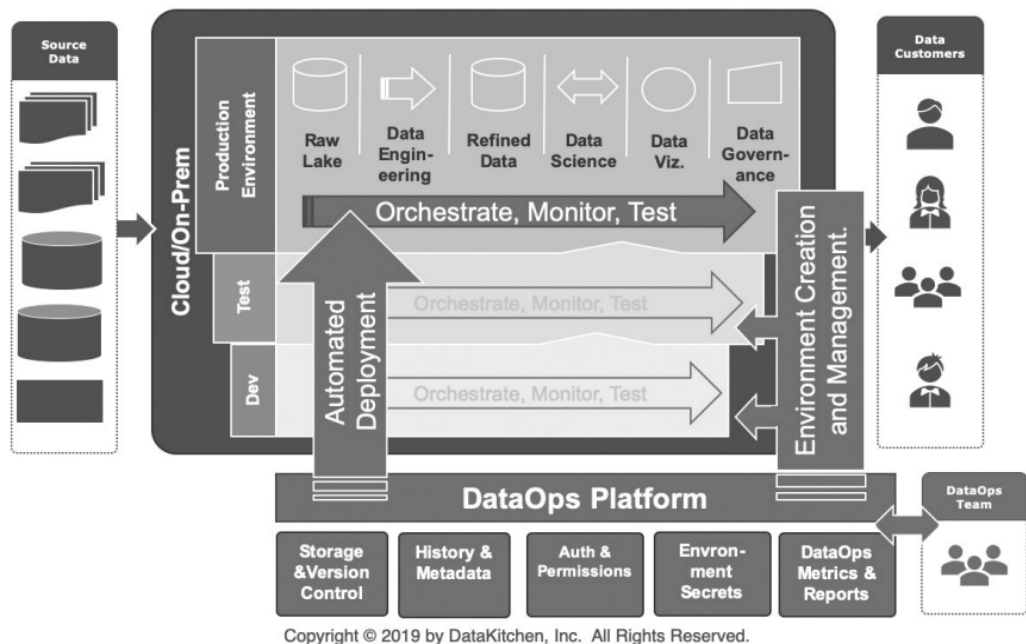 Source
Data
Cloud/On-Prem
Production
Environment
Raw
Lake
Data
Engin-
eering
Refined
Data
Data
Science
Data
Viz.
Data
Govern-
ance
Orchestrate, Monitor, Test
Test
Orchestrate, Monitor, Test
Dev
Orchestrate, Monitor, Test
Automated
Deployment
Environment Creation
and Management.
Data
Customers
DataOps Platform
DataOps
Team
Storage
&Version
Control
History &
Metadata
Auth &
Permissions
Envron-
ment
Secrets
DataOps
Metrics &
Reports
Copyright © 2019 by DataKitchen, Inc. All Rights Reserved.